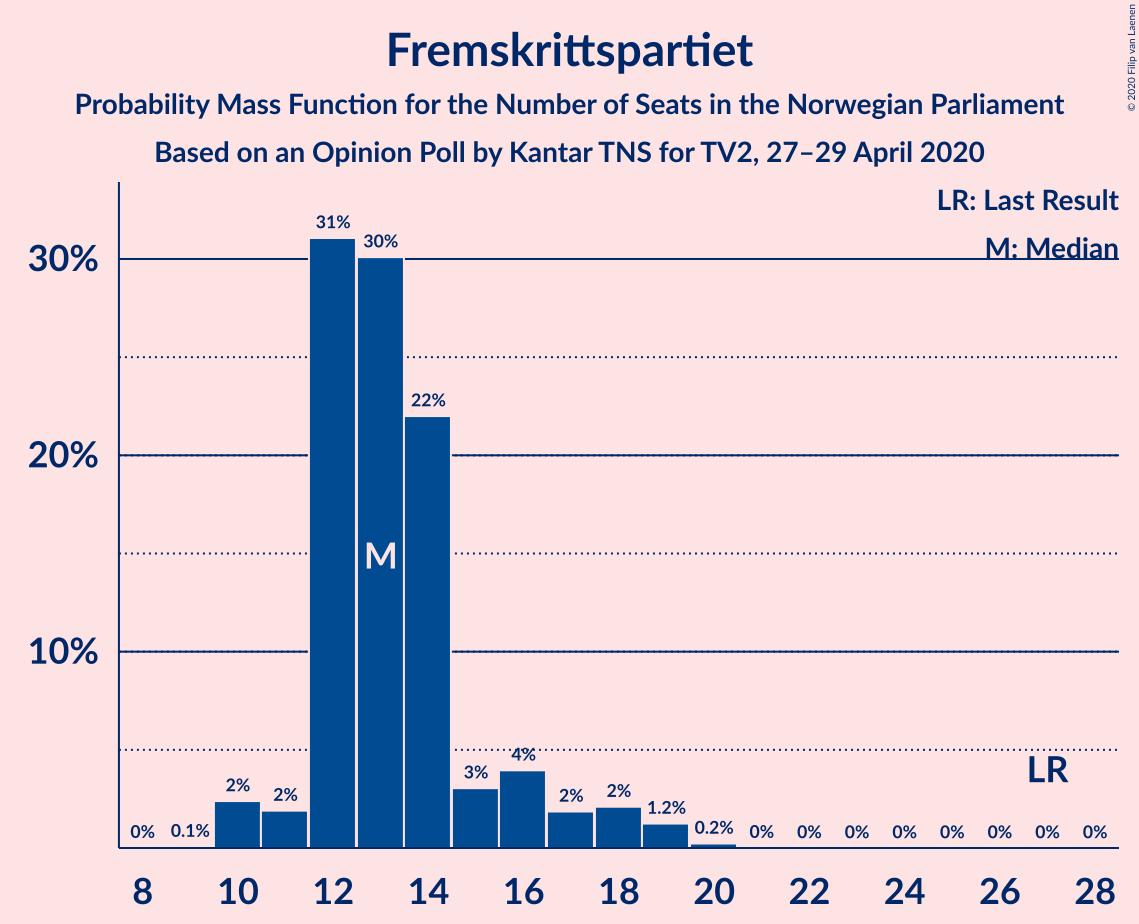 Fremskrittspartiet
Probability Mass Function for the Number of Seats in the Norwegian Parliament
Based on an Opinion Poll by Kantar TNS for TV2, 27–29 April 2020
© 2020 Filip van Laenen
LR: Last Result
M: Median
30%
20%
10%
0%
0.1%
2%
2%
31%
30%
22%
3%
4%
2%
2%
1.2%
0.2%
0%
0%
0%
0%
0%
0%
0%
0%
M
LR
8 10 12 14 16 18 20 22 24 26 28